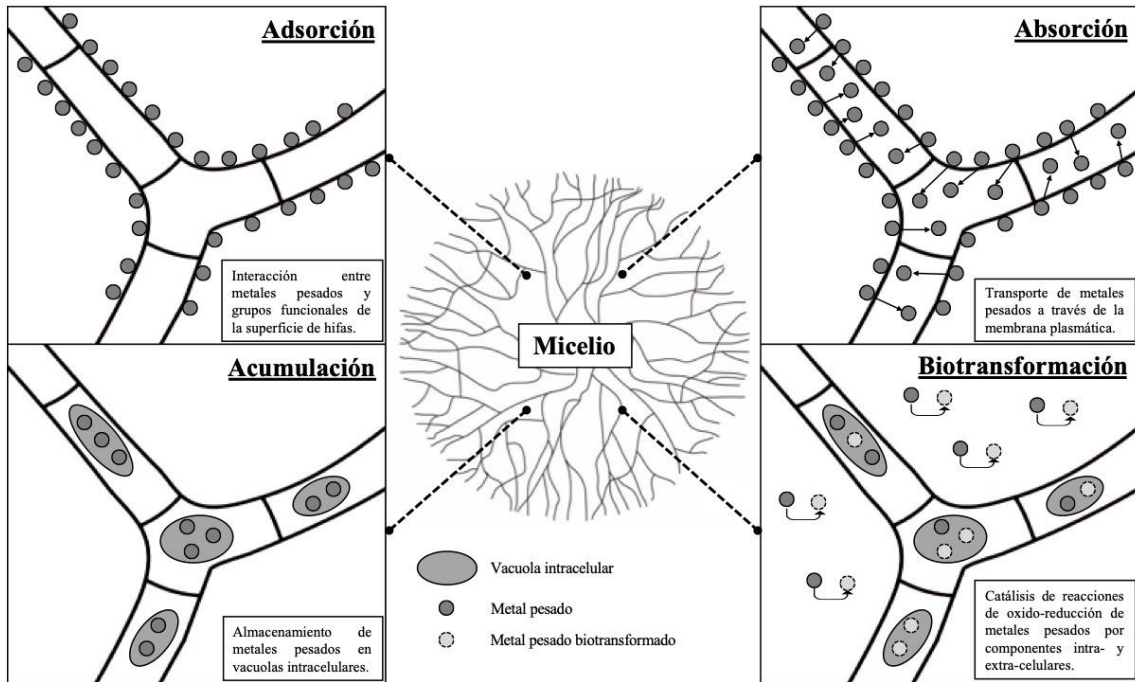 Adsorción
Interacción entre
metales pesados y
grupos funcionales de
la superficie de hifas.
Absorción
Transporte de metales
pesados a través de la
membrana plasmática.
Micelio
Acumulación
Almacenamiento de
metales pesados en
vacuolas intracelulares.
Biotransformación
Catálisis de reacciones
de oxido-reducción de
metales pesados por
componentes intra- y
extra-celulares.
Vacuola intracelular
Metal pesado
Metal pesado biotransformado